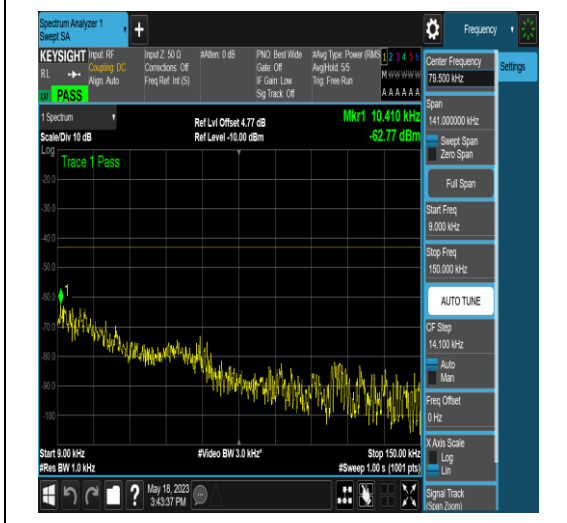 Spectrum Analyzer 1
Swept SA
+
Frequency
KEYSIGHT
Input: RF
Input Z: 50 Ω
#Atten: 0 dB
PNO: Best Wide
#Avg Type: Power (RMS)
1 2 3 4 5 6
RL
Coupling: DC
Corrections: Off
Gate: Off
Avg|Hold: 5/5
M W W W W W
Align: Auto
Freq Ref: Int (S)
IF Gain: Low
Trig: Free Run
Sig Track: Off
A A A A A A
PASS
1 Spectrum
Ref Lvl Offset 4.77 dB
Mkr1 10.410 kHz
Scale/Div 10 dB
Ref Level -10.00 dBm
-62.77 dBm
Log
Trace 1 Pass
-20.0
-30.0
-40.0
-50.0
-60.0
1
-70.0
-80.0
-90.0
-100
Start 9.00 kHz
#Video BW 3.0 kHz*
Stop 150.00 kHz
#Res BW 1.0 kHz
#Sweep 1.00 s (1001 pts)
?
May 18, 2023
3:43:37 PM
Center Frequency
79.500 kHz
Settings
Span
141.000000 kHz
Swept Span
Zero Span
Full Span
Start Freq
9.000 kHz
Stop Freq
150.000 kHz
AUTO TUNE
CF Step
14.100 kHz
Auto
Man
Freq Offset
0 Hz
X Axis Scale
Log
Lin
Signal Track
(Span Zoom)